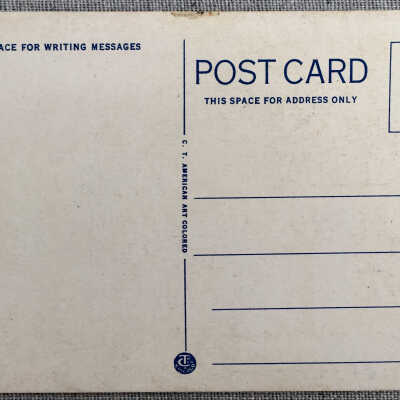 ACE FOR WRITING MESSAGES
POST CARD
THIS SPACE FOR ADDRESS ONLY
C. T. AMERICAN ART COLORED